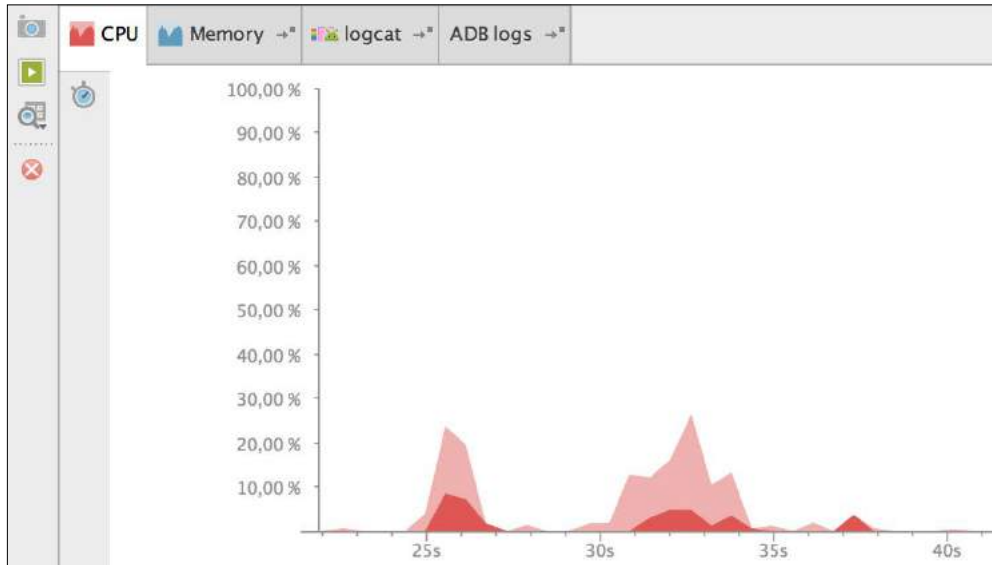 CPU
Memory
logcat
ADB logs
100,00 %
90,00 %
80,00 %
70,00 %
60,00 %
50,00 %
40,00 %
30,00 %
20,00 %
10,00 %
25s
30s
35s
40s